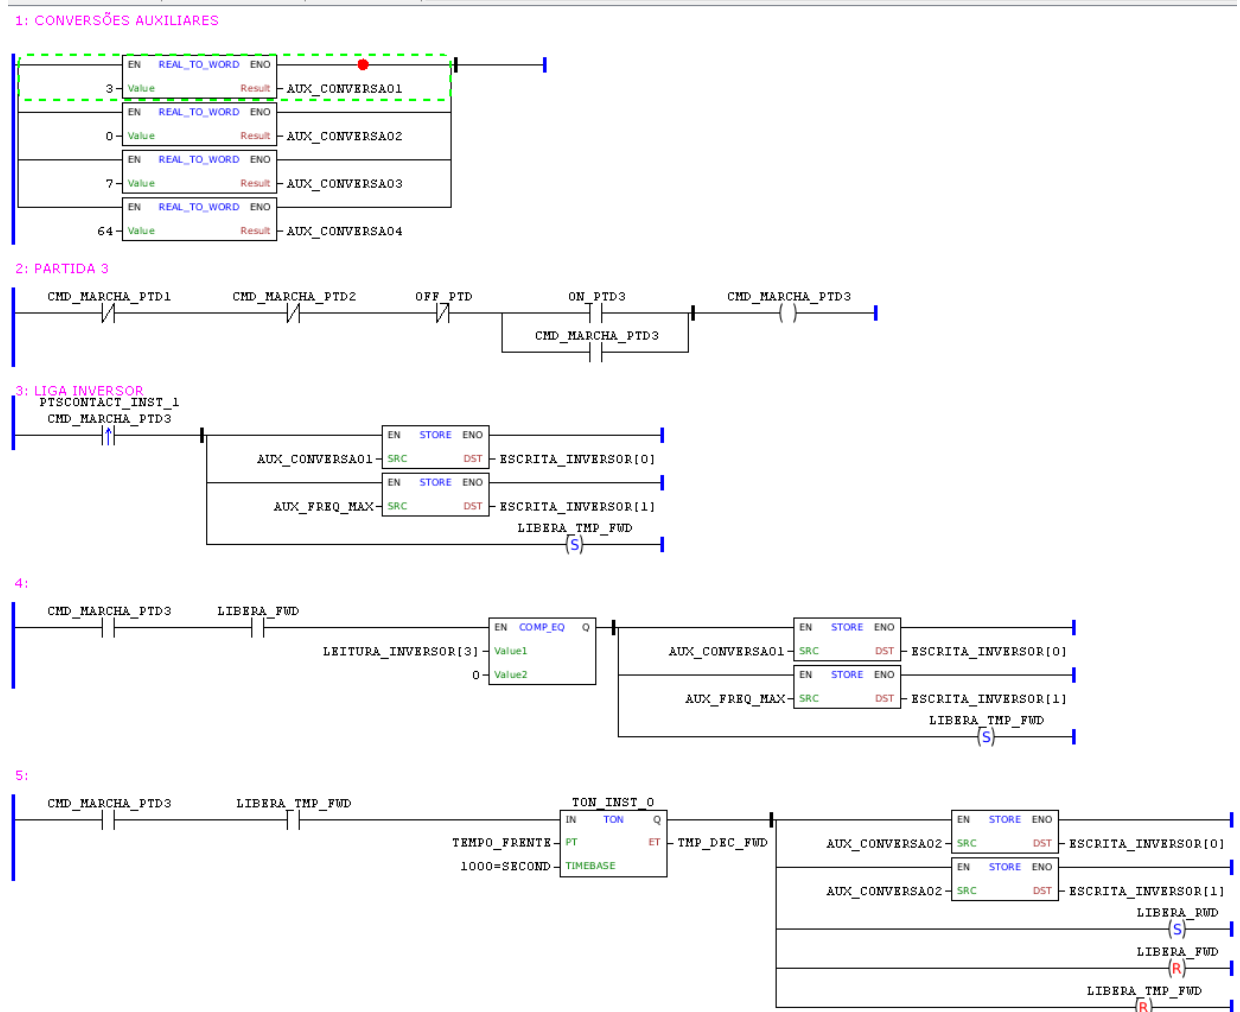 1: CONVERSÕES AUXILIARES
EN REAL_TO_WORD ENO
3 Value Result AUX_CONVERSA01
EN REAL_TO_WORD ENO
0 Value Result AUX_CONVERSA02
EN REAL_TO_WORD ENO
7 Value Result AUX_CONVERSA03
EN REAL_TO_WORD ENO
64 Value Result AUX_CONVERSA04
2: PARTIDA 3
CMD_MARCHA_PTD1 CMD_MARCHA_PTD2 OFF_PTD ON_PTD3 CMD_MARCHA_PTD3
CMD_MARCHA_PTD3
3: LIGA INVERSOR
PTSCONTACT_INST_1
CMD_MARCHA_PTD3
EN STORE ENO
AUX_CONVERSA01 SRC DST ESCRITA_INVERSOR[0]
EN STORE ENO
AUX_FREQ_MAX SRC DST ESCRITA_INVERSOR[1]
LIBERA_TMP_FWD
S
4:
CMD_MARCHA_PTD3 LIBERA_FWD
EN COMP_EQ Q EN STORE ENO
LEITURA_INVERSOR[3] Value1 AUX_CONVERSA01 SRC DST ESCRITA_INVERSOR[0]
0 Value2 EN STORE ENO
AUX_FREQ_MAX SRC DST ESCRITA_INVERSOR[1]
LIBERA_TMP_FWD
S
5:
CMD_MARCHA_PTD3 LIBERA_TMP_FWD TON_INST_0
IN TON Q EN STORE ENO
TEMPO_FRENTE PT ET TMP_DEC_FWD AUX_CONVERSA02 SRC DST ESCRITA_INVERSOR[0]
1000=SECOND TIMEBASE EN STORE ENO
AUX_CONVERSA02 SRC DST ESCRITA_INVERSOR[1]
LIBERA_RWD
S
LIBERA_FWD
R
LIBERA_TMP_FWD
R